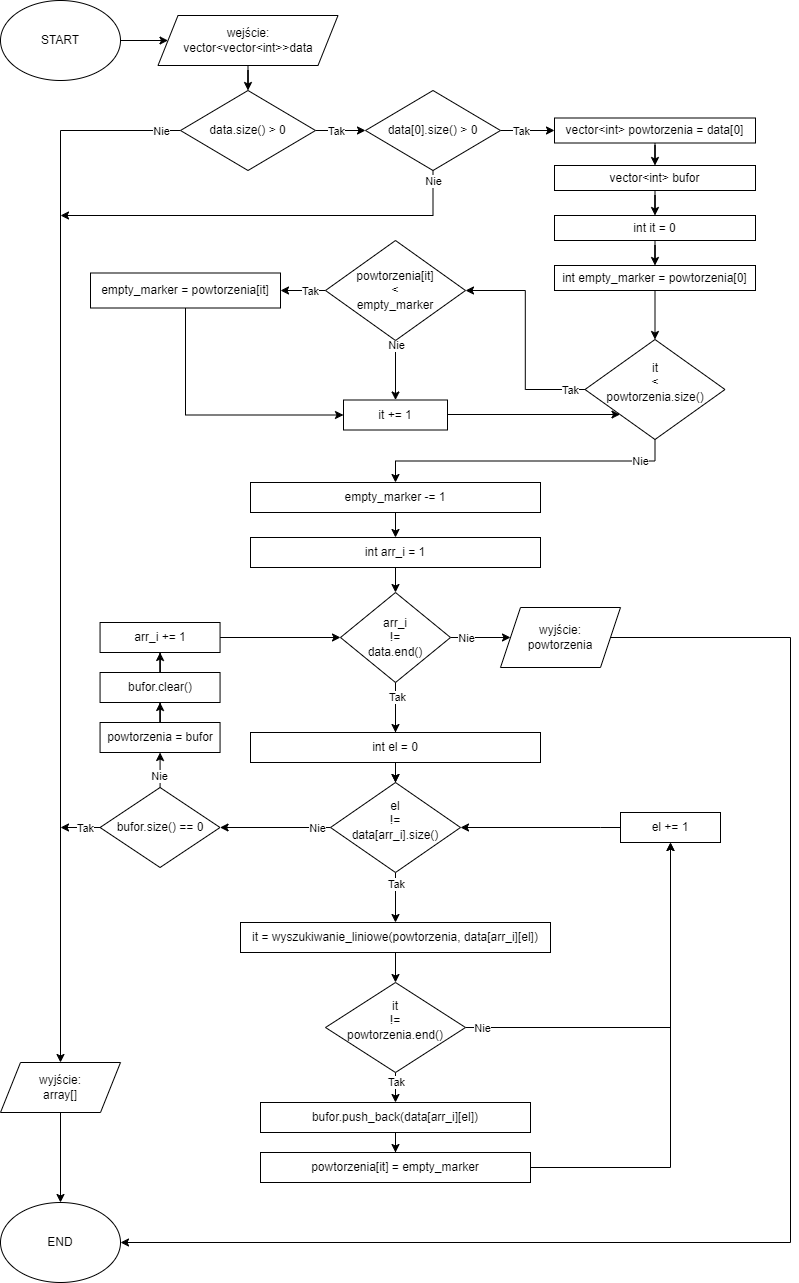 START
wejście:
vector<vector<int>>data
data.size() > 0
Nie
Tak
data[0].size() > 0
Tak
Nie
vector<int> powtorzenia = data[0]
vector<int> bufor
int it = 0
int empty_marker = powtorzenia[0]
powtorzenia[it]
<
empty_marker
Tak
Nie
empty_marker = powtorzenia[it]
it
<
powtorzenia.size()
Tak
Nie
it += 1
empty_marker -= 1
int arr_i = 1
arr_i
!=
data.end()
Nie
Tak
wyjście:
powtorzenia
arr_i += 1
bufor.clear()
powtorzenia = bufor
Nie
int el = 0
el
!=
data[arr_i].size()
Nie
Tak
bufor.size() == 0
Tak
el += 1
it = wyszukiwanie_liniowe(powtorzenia, data[arr_i][el])
it
!=
powtorzenia.end()
Nie
Tak
wyjście:
array[]
bufor.push_back(data[arr_i][el])
powtorzenia[it] = empty_marker
END